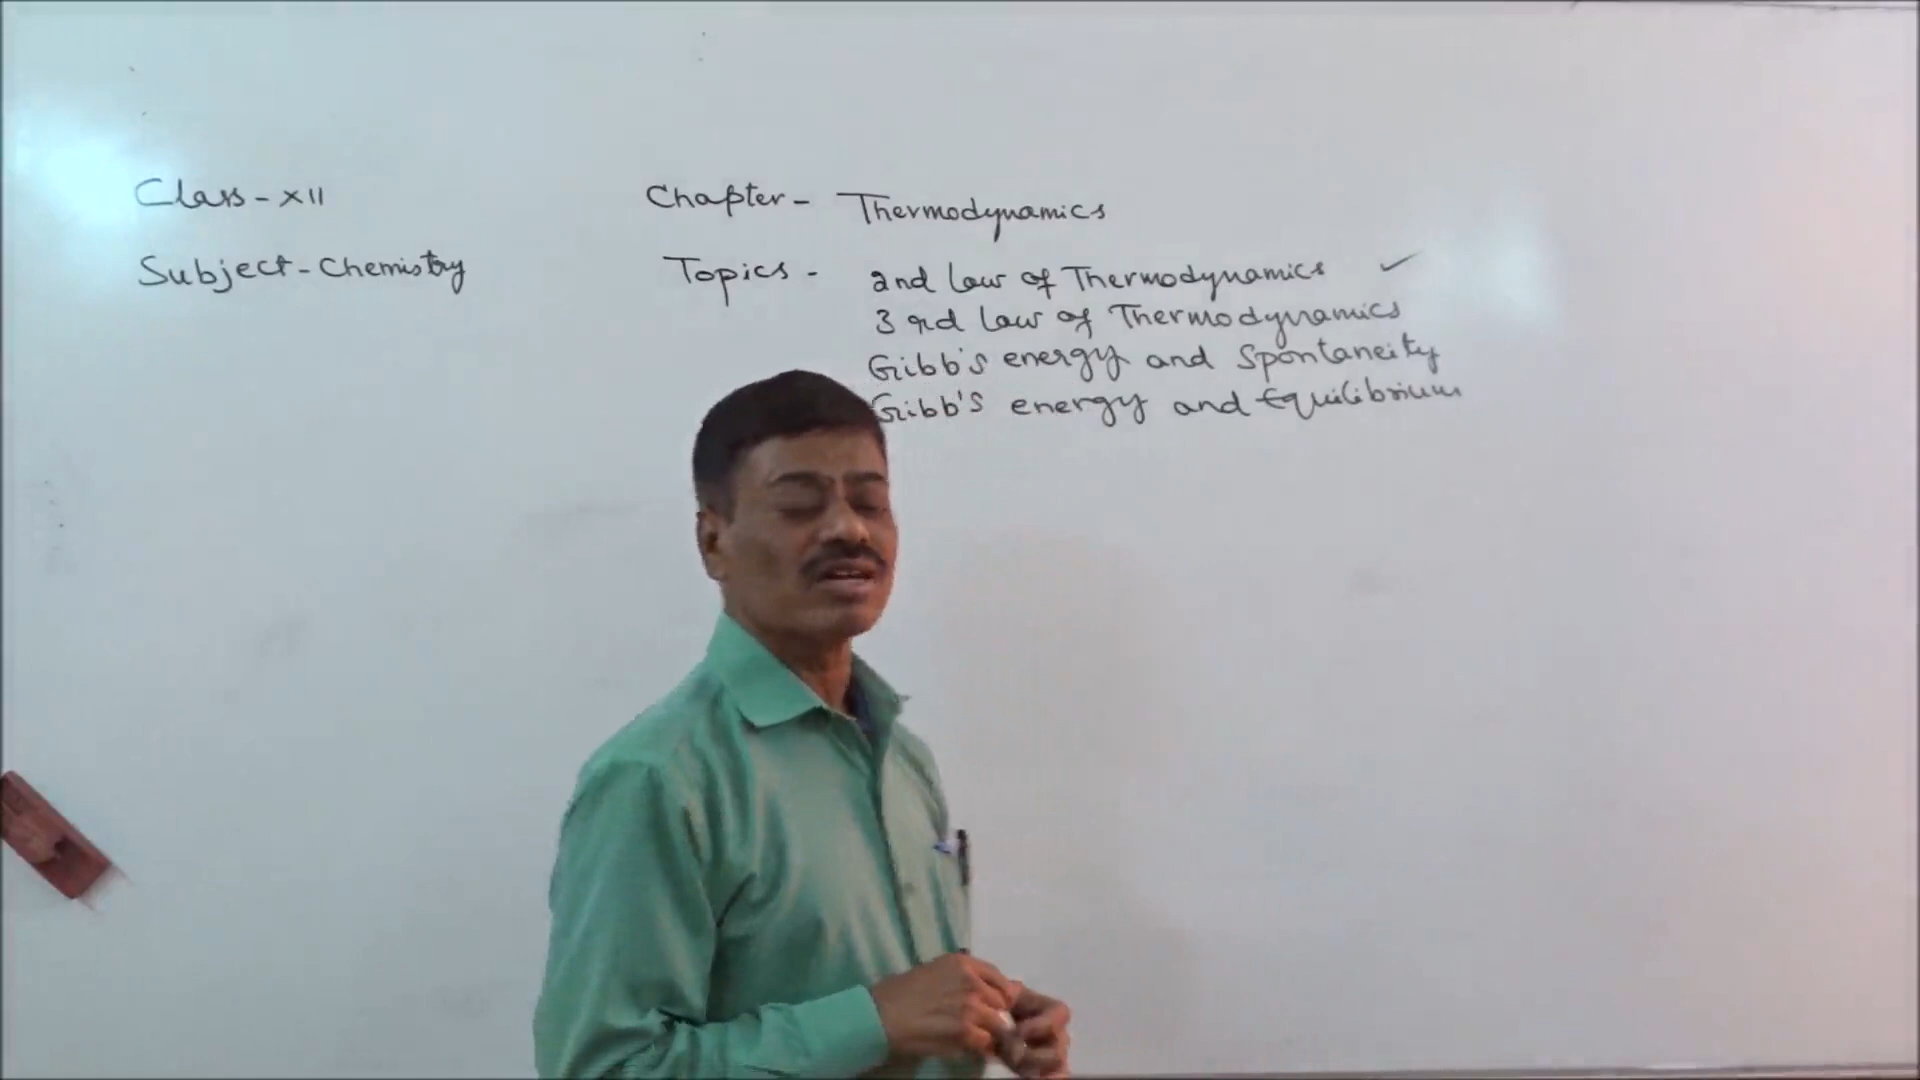 Class - XII
Subject - Chemistry
Chapter - Thermodynamics
Topics - 2nd law of Thermodynamics ✓
3rd law of Thermodynamics
Gibb's energy and Spontaneity
Gibb's energy and Equilibrium